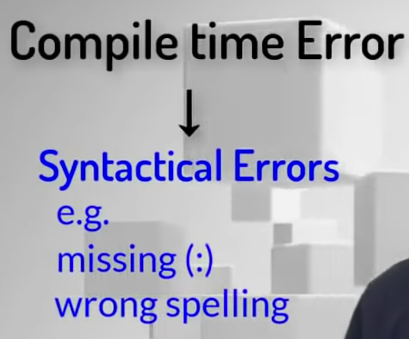 Compile time Error
↓
Syntactical Errors
e.g.
missing (:)
wrong spelling